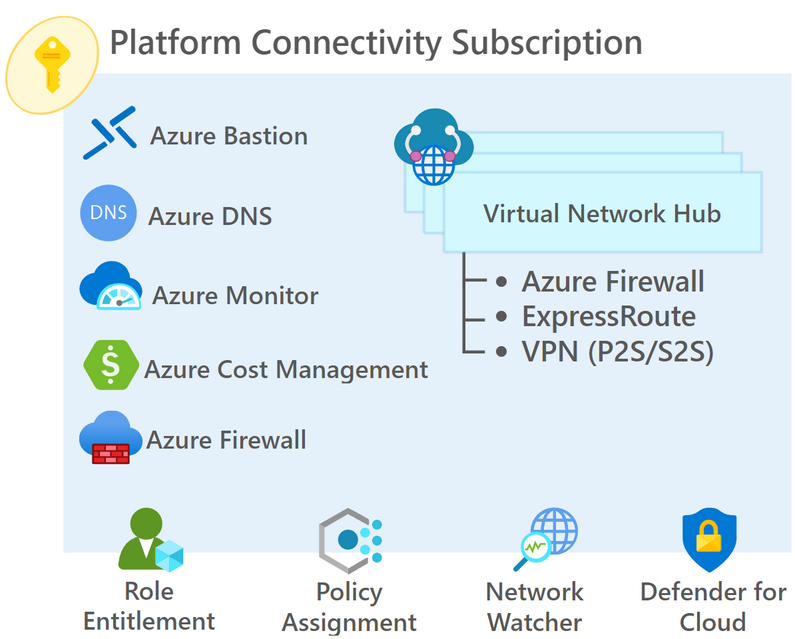 Platform Connectivity Subscription
Azure Bastion
DNS
Azure DNS
Azure Monitor
$
Azure Cost Management
Azure Firewall
Virtual Network Hub
• Azure Firewall
• ExpressRoute
• VPN (P2S/S2S)
Role
Entitlement
Policy
Assignment
Network
Watcher
Defender for
Cloud